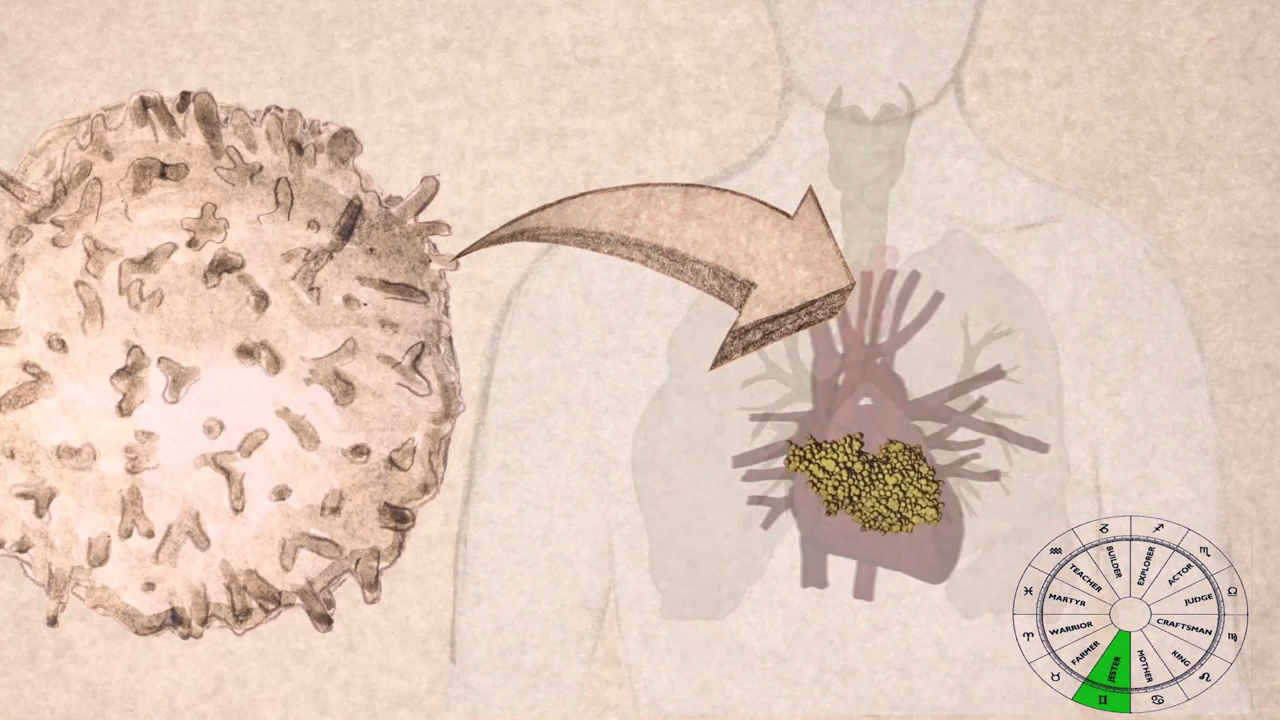 BUILDER
EXPLORER
ACTOR
JUDGE
CRAFTSMAN
KING
MOTHER
JESTER
FARMER
WARRIOR
MARTYR
TEACHER